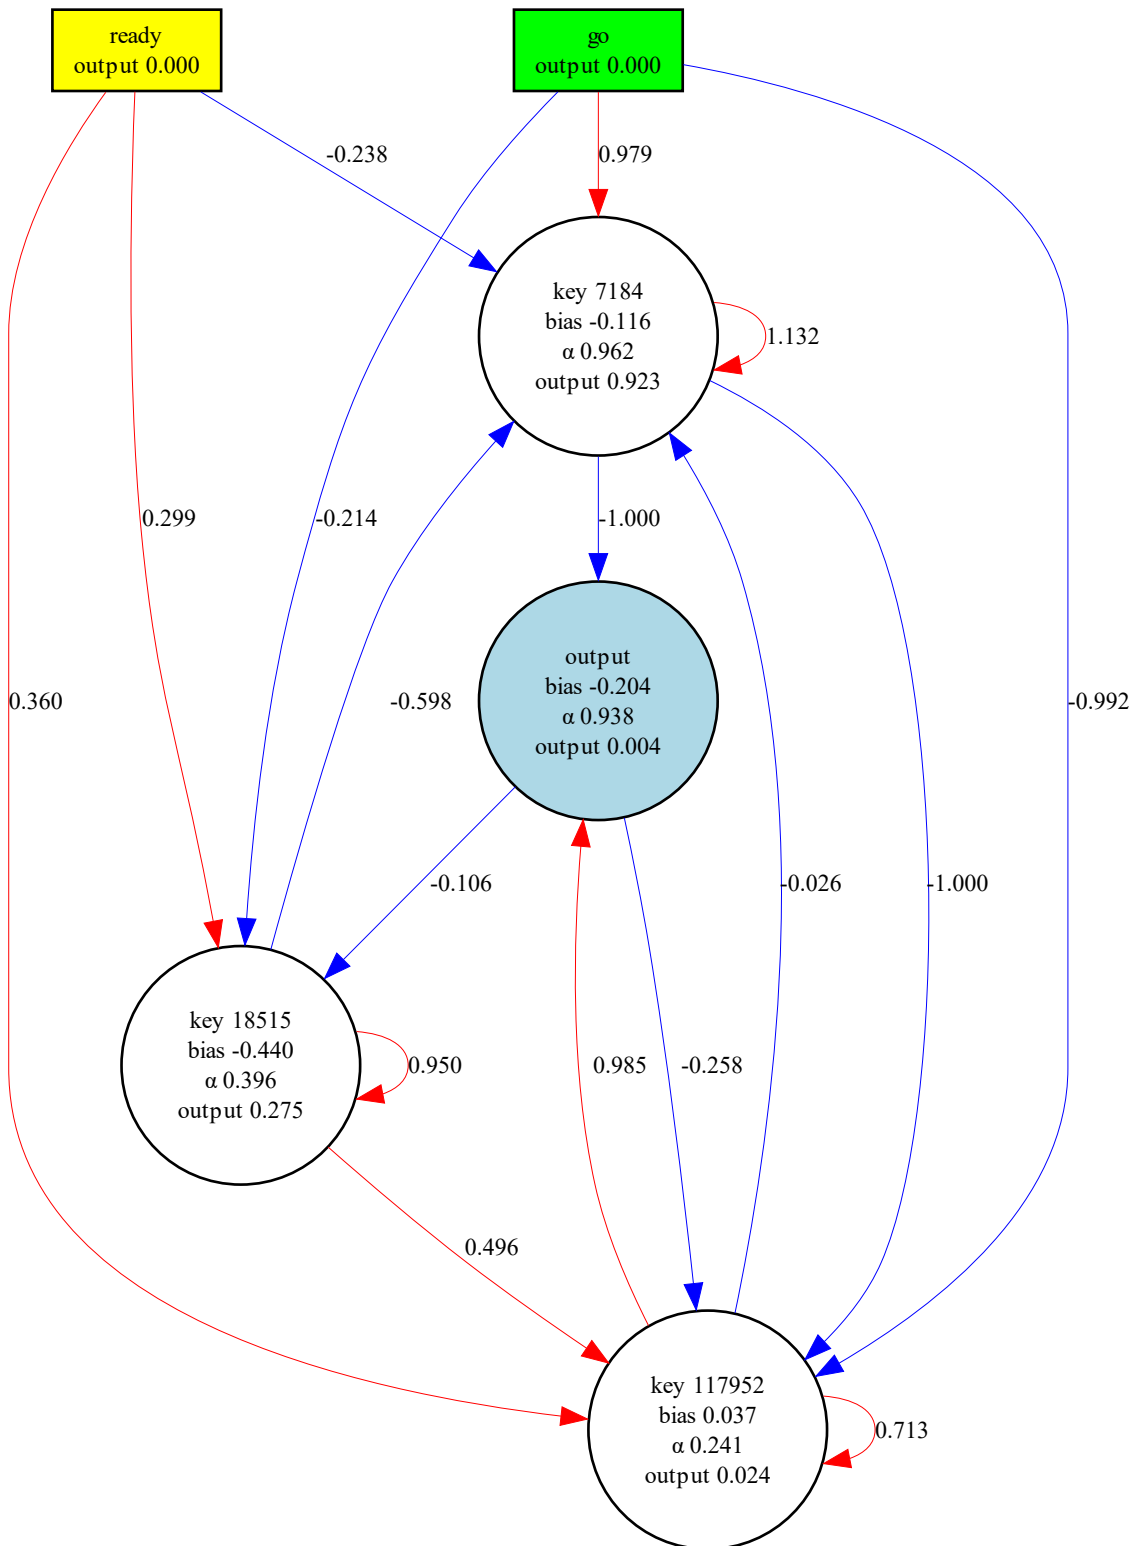 ready
output 0.000
go
output 0.000
-0.238
0.979
key 7184
bias -0.116
α 0.962
output 0.923
1.132
0.299
-0.214
-1.000
output
bias -0.204
α 0.938
output 0.004
0.360
-0.598
-0.992
-0.106
-0.026
-1.000
key 18515
bias -0.440
α 0.396
output 0.275
0.950
0.985
-0.258
0.496
key 117952
bias 0.037
α 0.241
output 0.024
0.713